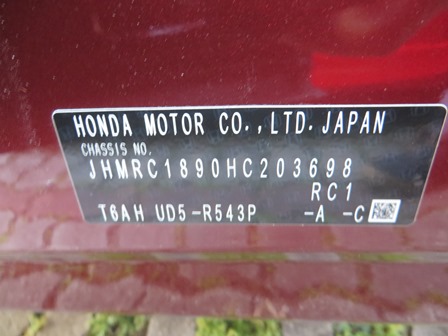 HONDA MOTOR CO.,LTD. JAPAN
CHASSIS NO.
JHMRC1890HC203698
RC1
T6AH UD5-R543P -A -C